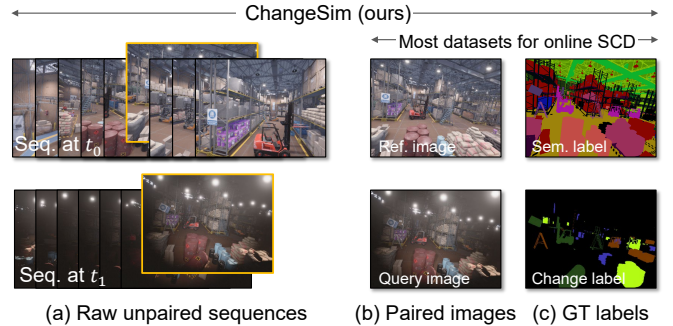 ChangeSim (ours)
Most datasets for online SCD
Seq. at t₀
Ref. image
Sem. label
Seq. at t₁
Query image
Change label
(a) Raw unpaired sequences
(b) Paired images
(c) GT labels